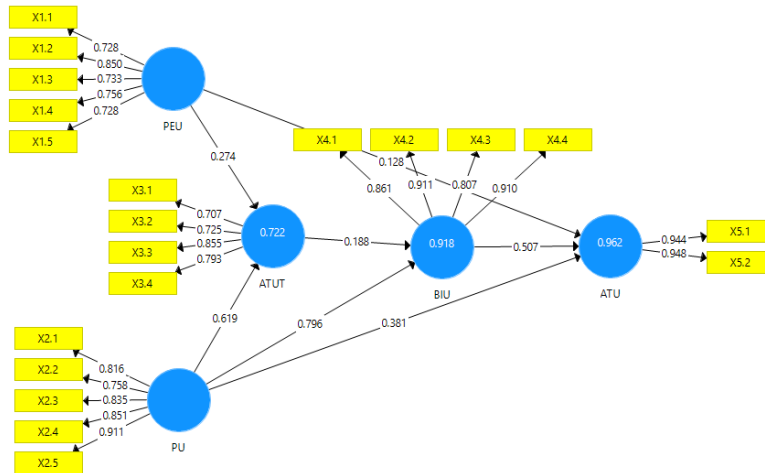 X1.1
X1.2
X1.3
X1.4
X1.5
0.728
0.850
0.733
0.756
0.728
PEU
X4.1
X4.2
X4.3
X4.4
0.861
0.911
0.807
0.910
0.274
0.128
X3.1
X3.2
X3.3
X3.4
0.707
0.725
0.855
0.793
0.722
ATUT
0.188
0.918
BIU
0.507
0.962
ATU
0.944
0.948
X5.1
X5.2
0.619
0.796
0.381
X2.1
X2.2
X2.3
X2.4
X2.5
0.816
0.758
0.835
0.851
0.911
PU